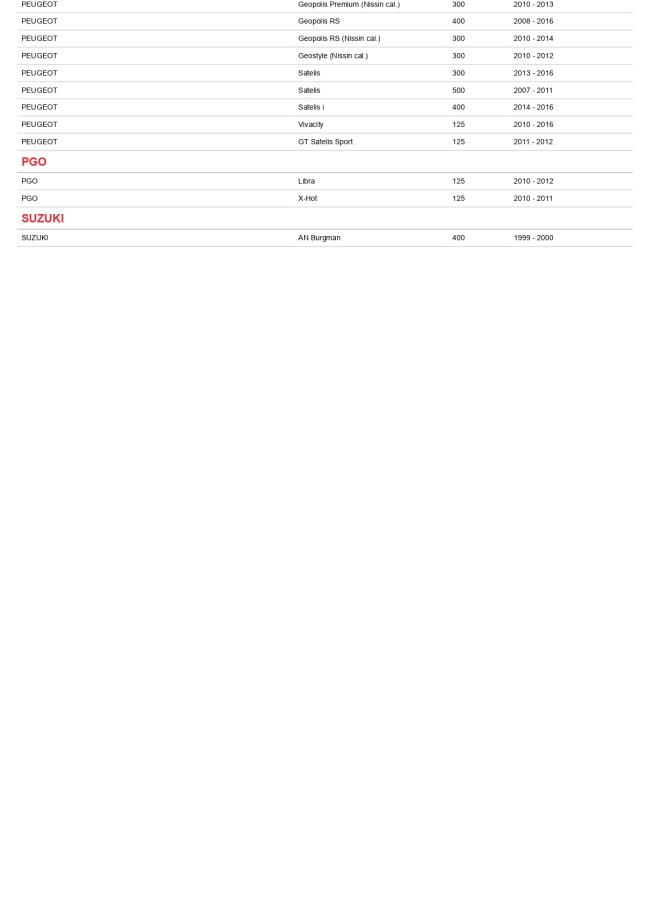 PEUGEOT Geopolis Premium (Nissin cal.) 300 2010 - 2013
PEUGEOT Geopolis RS 400 2008 - 2016
PEUGEOT Geopolis RS (Nissin cal.) 300 2010 - 2014
PEUGEOT Geostyle (Nissin cal.) 300 2010 - 2012
PEUGEOT Satelis 300 2013 - 2016
PEUGEOT Satelis 500 2007 - 2011
PEUGEOT Satelis i 400 2014 - 2016
PEUGEOT Vivacity 125 2010 - 2016
PEUGEOT GT Satelis Sport 125 2011 - 2012
PGO
PGO Libra 125 2010 - 2012
PGO X-Hot 125 2010 - 2011
SUZUKI
SUZUKI AN Burgman 400 1999 - 2000